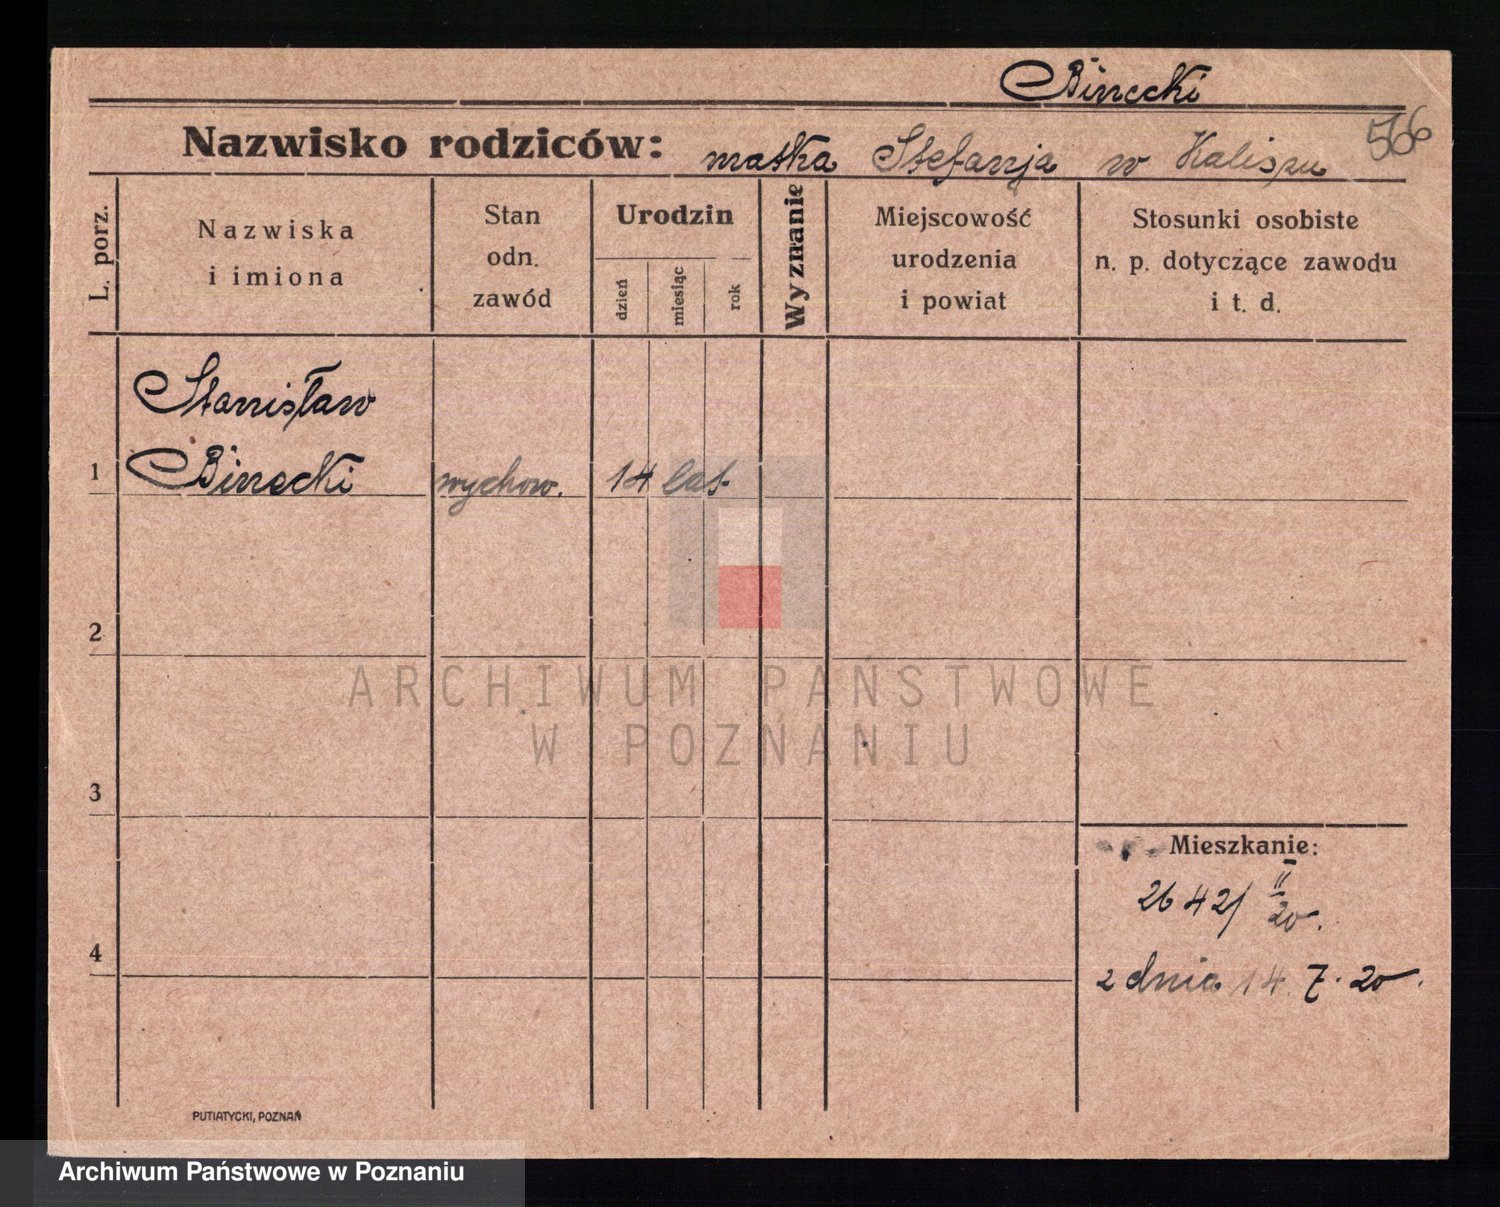 Binecki
Nazwisko rodziców: matka Stefanja w Kaliszu
56
L. porz.
Nazwiska
i imiona
Stan
odn.
zawód
Urodzin
dzień
miesiąc
rok
Wyznanie
Miejscowość
urodzenia
i powiat
Stosunki osobiste
n. p. dotyczące zawodu
i t. d.
Stanisław
1 Binecki wychow. 14 lat
2
ARCHIWUM PAŃSTWOWE
W POZNANIU
3
Mieszkanie:
2642/ II/20.
4
z dnia 14. 7. 20.
PUTIATYCKI, POZNAŃ
Archiwum Państwowe w Poznaniu